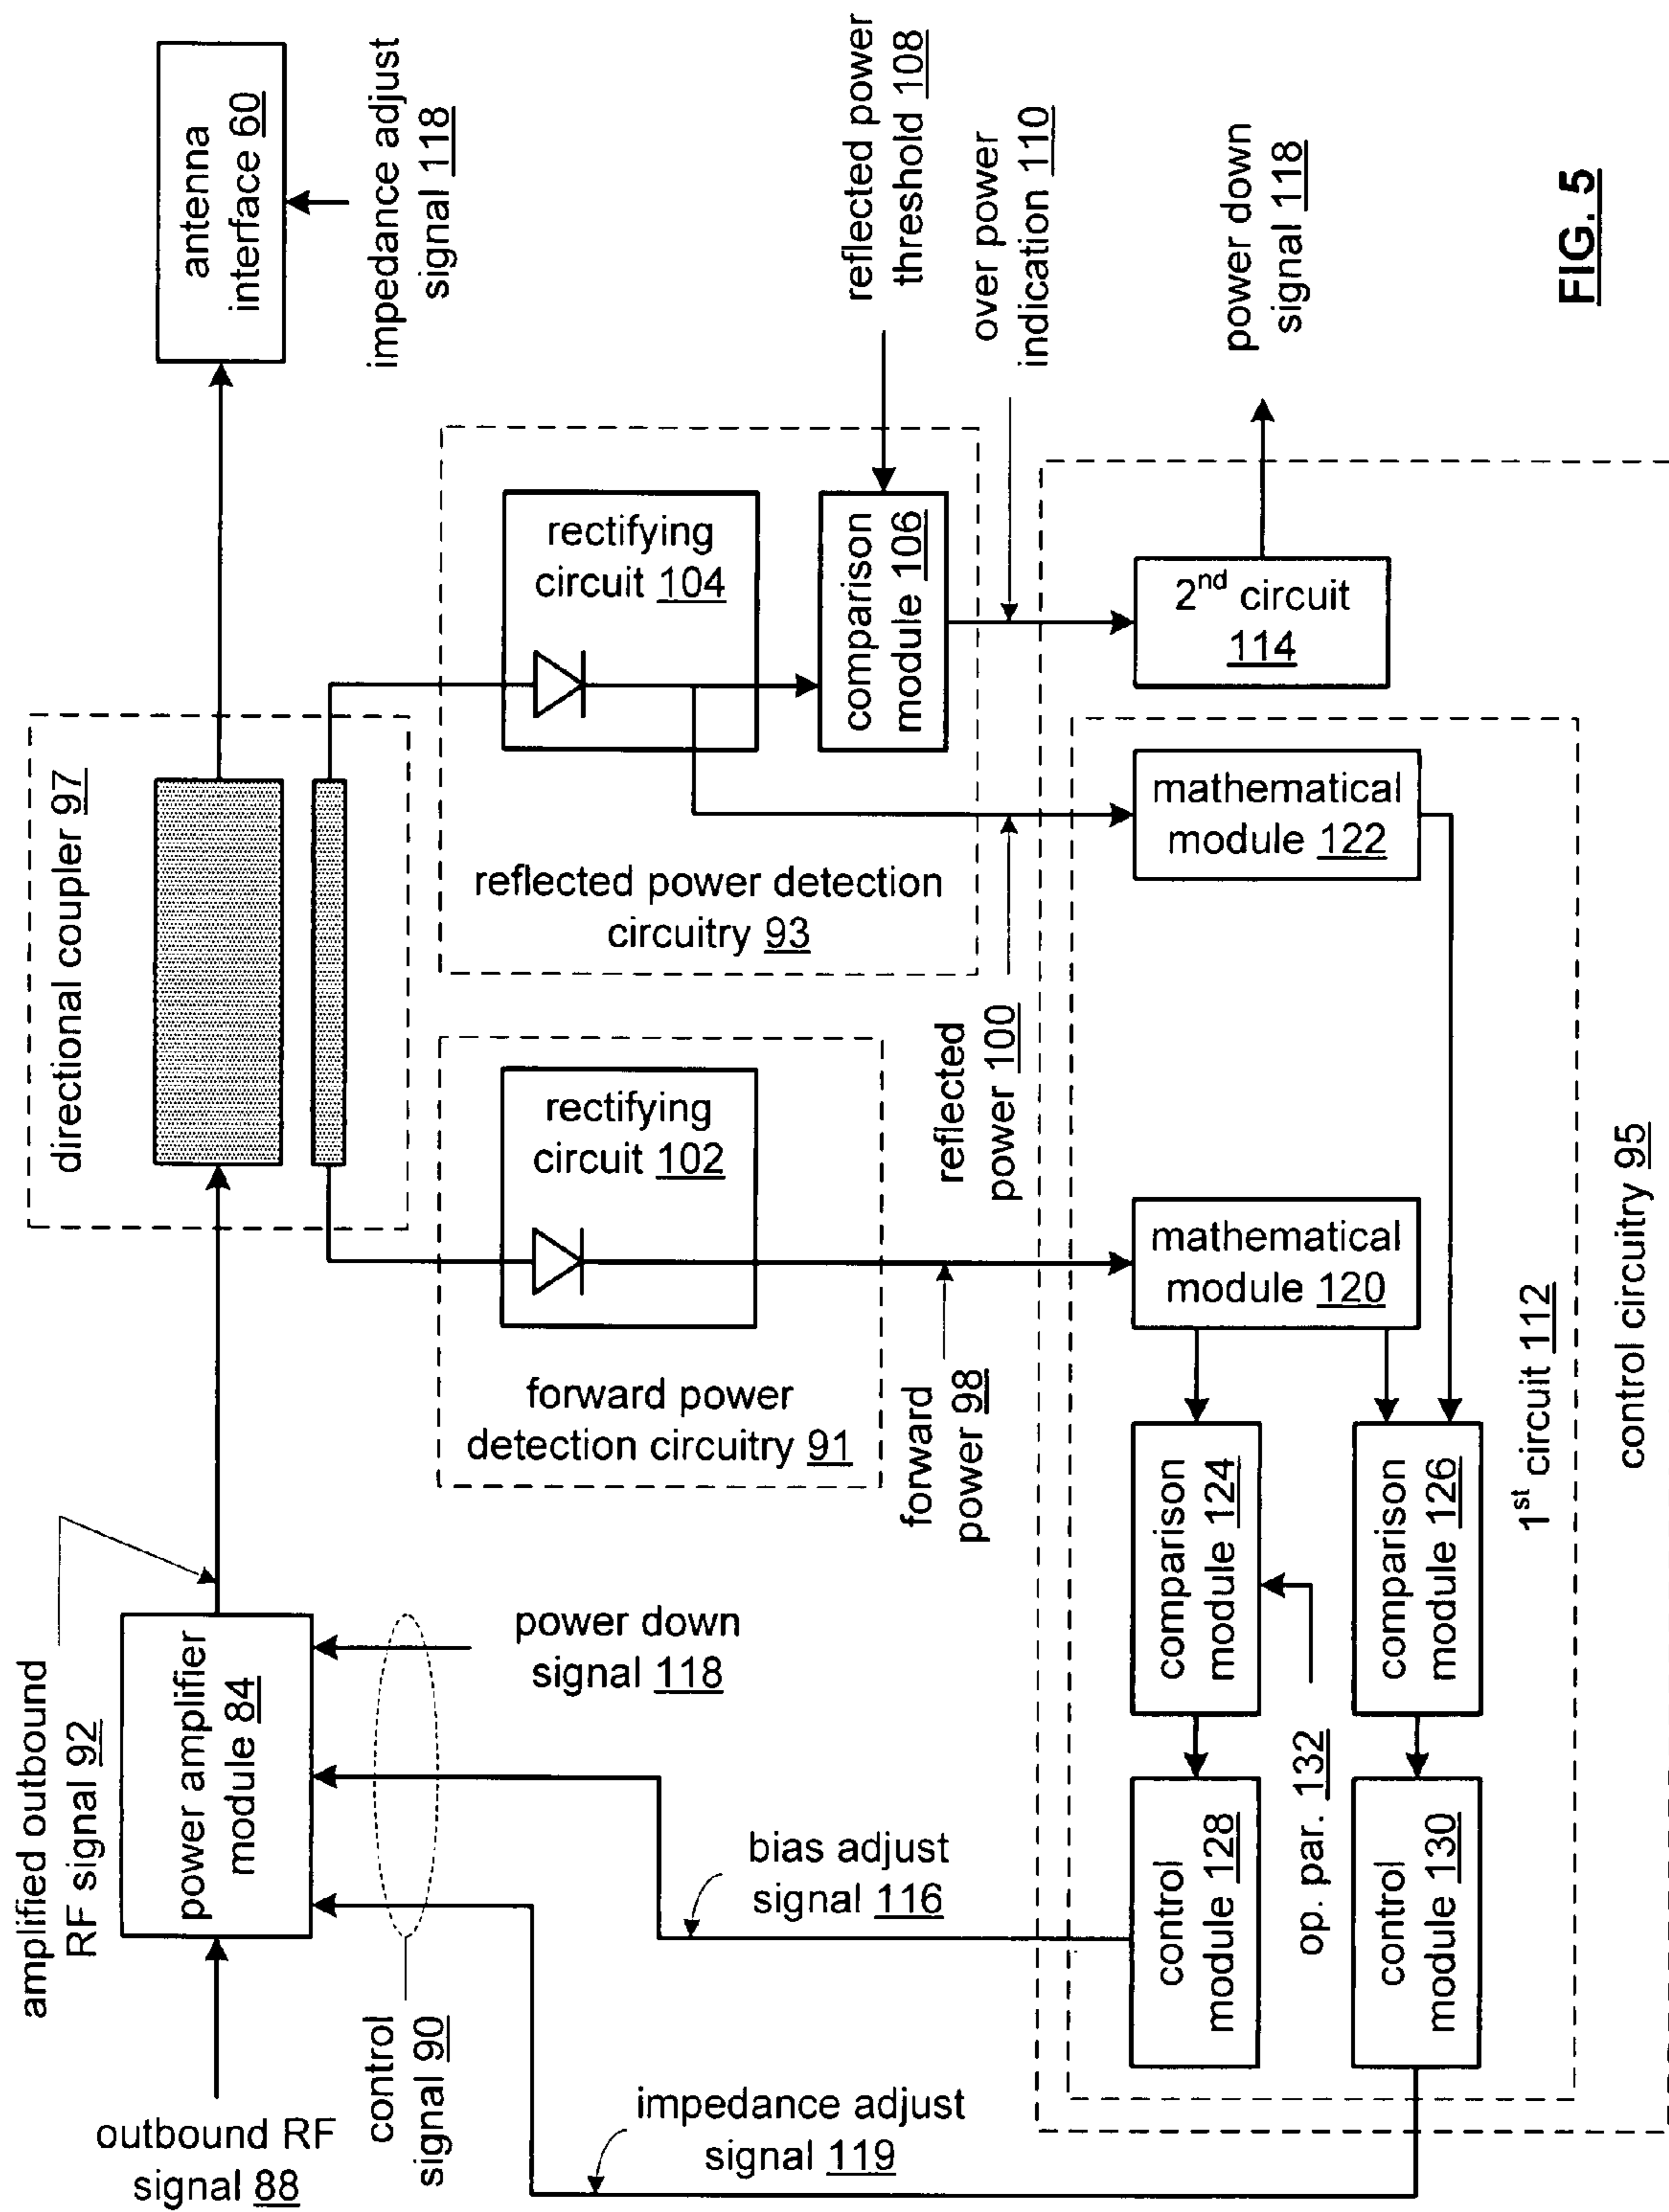 amplified outbound
RF signal 92
power amplifier
module 84
outbound RF
signal 88
control
signal 90
power down
signal 118
bias adjust
signal 116
impedance adjust
signal 119
directional coupler 97
antenna
interface 60
impedance adjust
signal 118
rectifying
circuit 102
forward power
detection circuitry 91
rectifying
circuit 104
comparison
module 106
reflected power detection
circuitry 93
reflected power
threshold 108
over power
indication 110
forward
power 98
reflected
power 100
mathematical
module 120
mathematical
module 122
2nd circuit
114
power down
signal 118
comparison
module 124
comparison
module 126
control
module 128
control
module 130
op. par. 132
1st circuit 112
control circuitry 95
FIG. 5